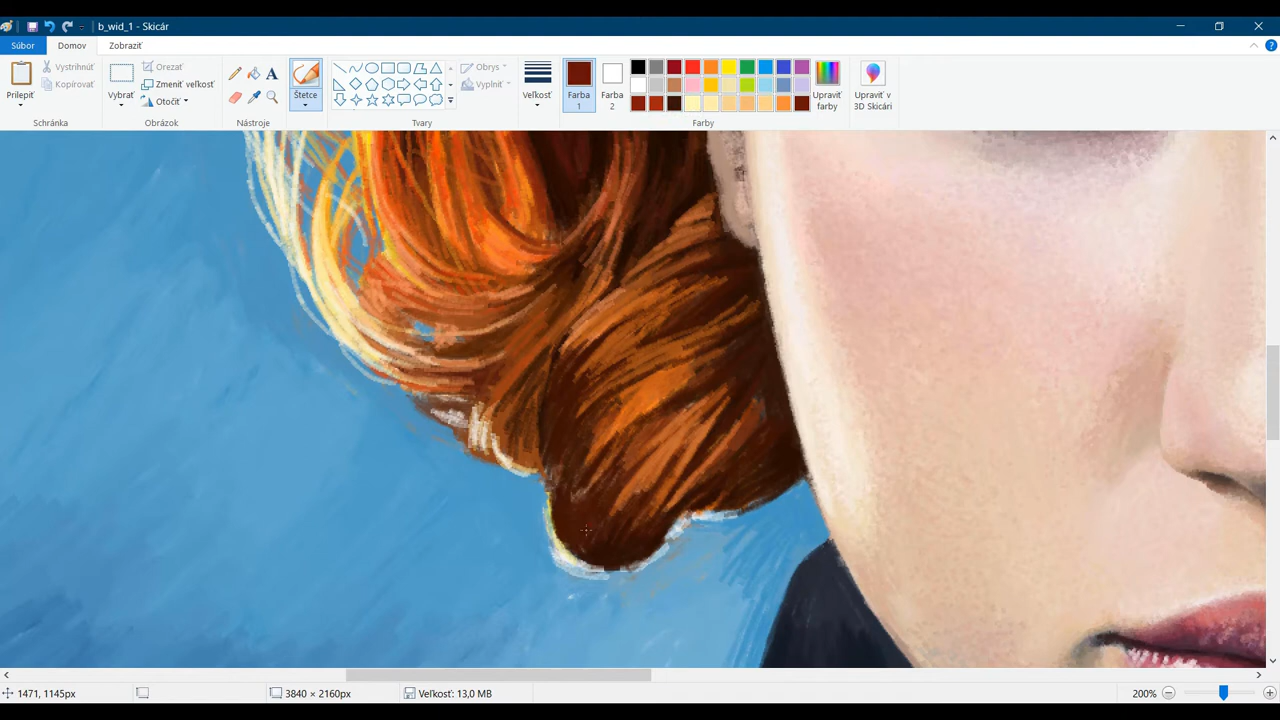 b_wid_1 - Skicár
Súbor Domov Zobraziť
Prilepiť
Vystrihnúť
Kopírovať
Schránka
Vybrať
Orezať
Zmeniť veľkosť
Otočiť
Obrázok
A
Nástroje
Štetce
Obrys
Vyplniť
Tvary
Veľkosť
Farba
1
Farba
2
Upraviť
farby
Farby
Upraviť v
3D Skicári
1471, 1145px
3840 × 2160px
Veľkosť: 13,0 MB
200%